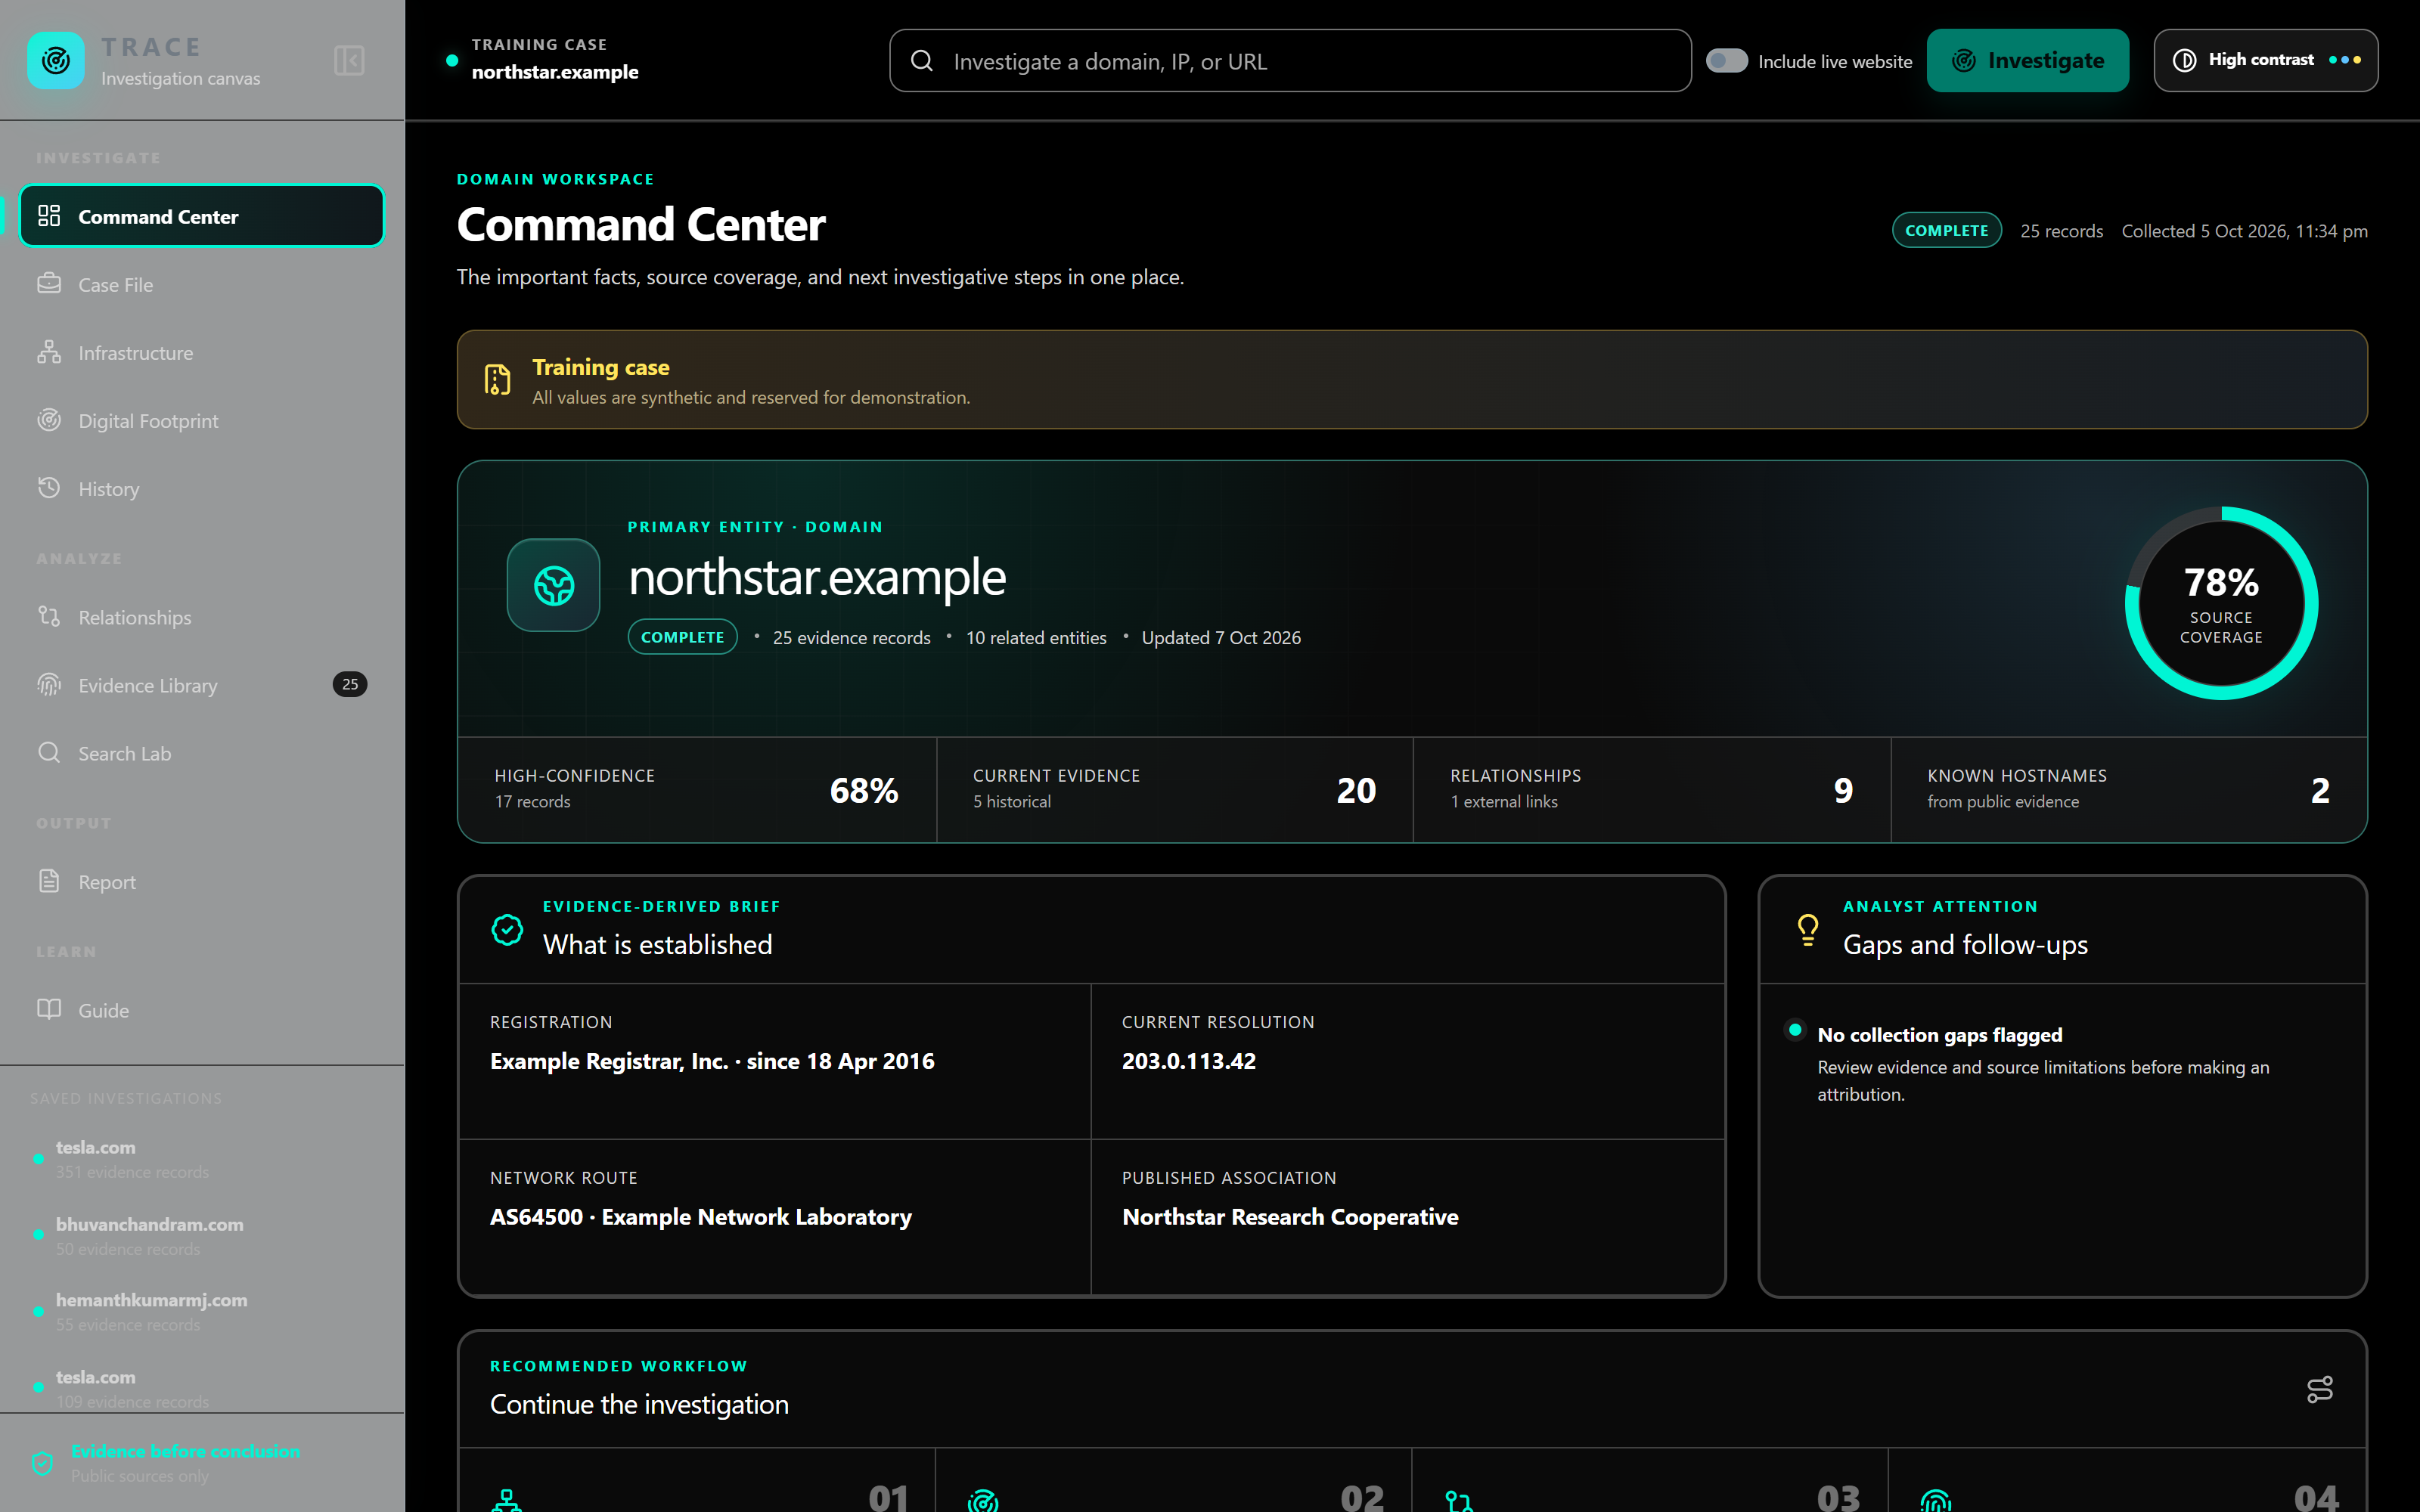 TRACE
Investigation canvas
INVESTIGATE
Command Center
Case File
Infrastructure
Digital Footprint
History
ANALYZE
Relationships
Evidence Library
25
Search Lab
OUTPUT
Report
LEARN
Guide
SAVED INVESTIGATIONS
tesla.com
351 evidence records
bhuvanchandram.com
50 evidence records
hemanthkumarmj.com
55 evidence records
tesla.com
109 evidence records
Evidence before conclusion
Public sources only
TRAINING CASE
northstar.example
Investigate a domain, IP, or URL
Include live website
Investigate
High contrast
DOMAIN WORKSPACE
Command Center
The important facts, source coverage, and next investigative steps in one place.
COMPLETE
25 records
Collected 5 Oct 2026, 11:34 pm
Training case
All values are synthetic and reserved for demonstration.
PRIMARY ENTITY · DOMAIN
northstar.example
COMPLETE • 25 evidence records • 10 related entities • Updated 7 Oct 2026
78%
SOURCE
COVERAGE
HIGH-CONFIDENCE
17 records
68%
CURRENT EVIDENCE
5 historical
20
RELATIONSHIPS
1 external links
9
KNOWN HOSTNAMES
from public evidence
2
EVIDENCE-DERIVED BRIEF
What is established
REGISTRATION
Example Registrar, Inc. · since 18 Apr 2016
CURRENT RESOLUTION
203.0.113.42
NETWORK ROUTE
AS64500 · Example Network Laboratory
PUBLISHED ASSOCIATION
Northstar Research Cooperative
ANALYST ATTENTION
Gaps and follow-ups
No collection gaps flagged
Review evidence and source limitations before making an
attribution.
RECOMMENDED WORKFLOW
Continue the investigation
01
02
03
04